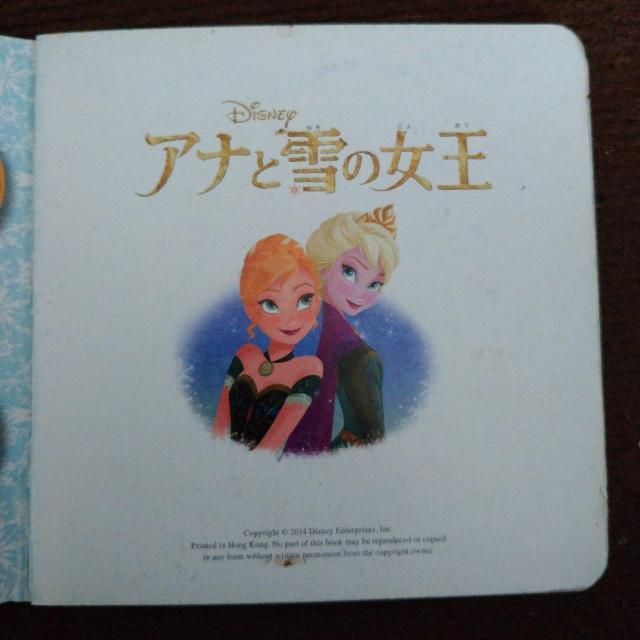 Disney
アナと雪の女王
Copyright © 2014 Disney Enterprises, Inc.
Printed in Hong Kong. No part of this book may be reproduced or copied
in any form without written permission from the copyright owner.